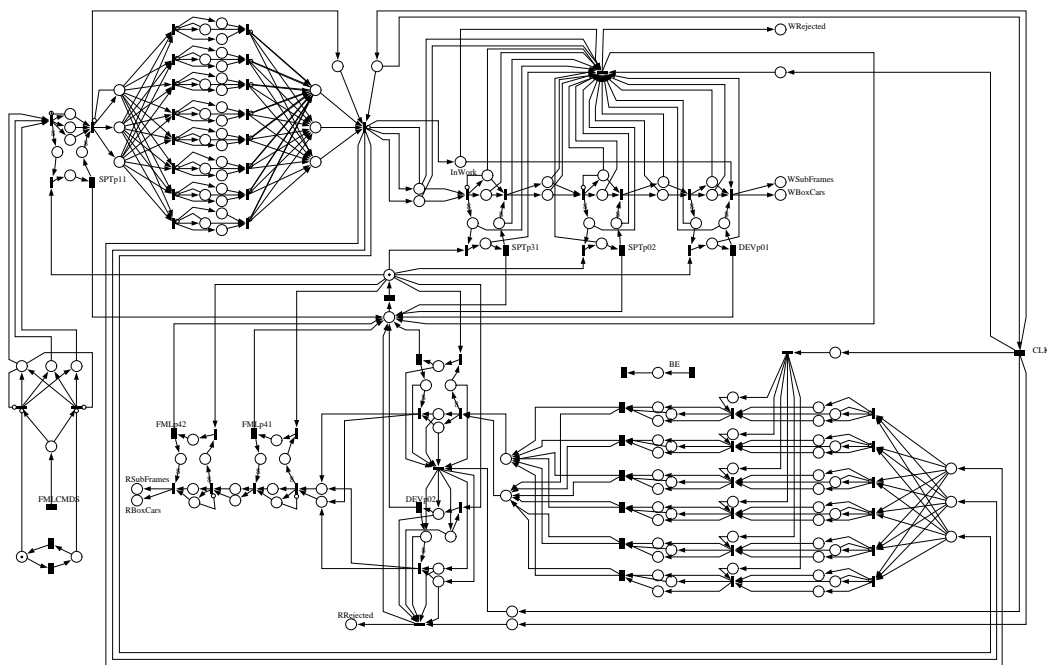 WRejected
SPTp11
InWork
WSubFrames
WBoxCars
SPTp31
SPTp02
DEVp01
CLK
BE
FMLp42
FMLp41
RSubFrames
RBoxCars
FMLCMDS
DEVp02
RRejected